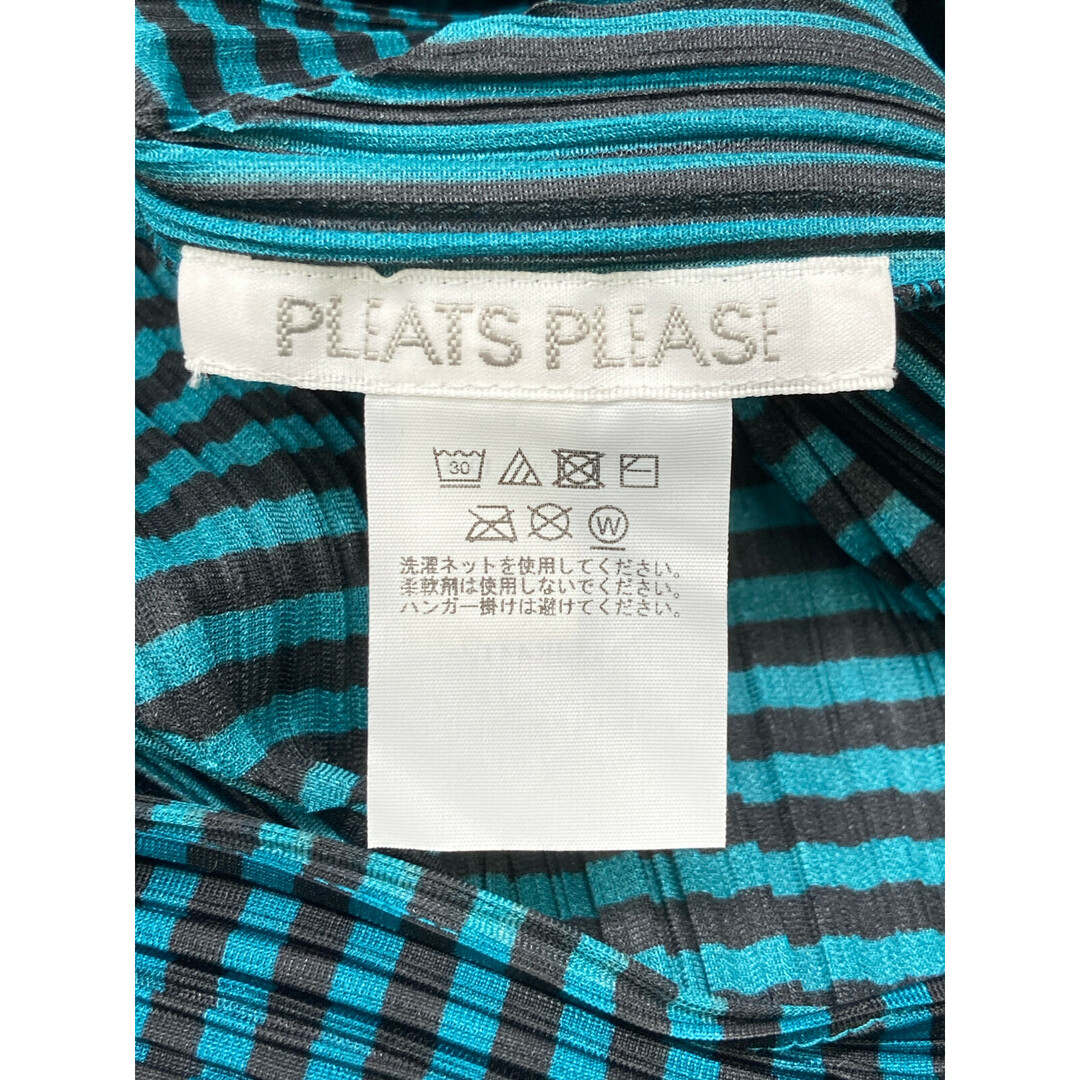 PLEATS PLEASE
30
W
洗濯ネットを使用してください。
柔軟剤は使用しないでください。
ハンガー掛けは避けてください。